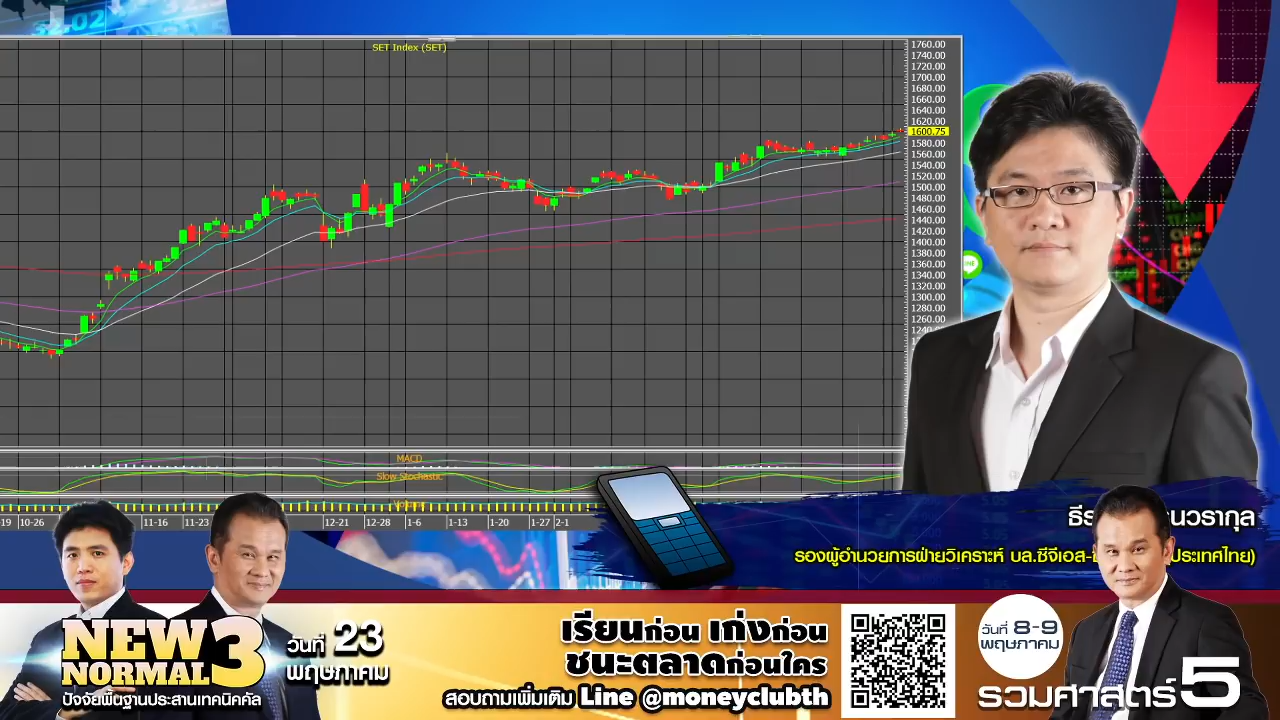 SET Index (SET)
1760.00
1740.00
1720.00
1700.00
1680.00
1660.00
1640.00
1620.00
1600.75
1580.00
1560.00
1540.00
1520.00
1500.00
1480.00
1460.00
1440.00
1420.00
1400.00
1380.00
1360.00
1340.00
1320.00
1300.00
1280.00
1260.00
1240.00
MACD
Slow Stochastic
Volume
10-26
11-16
11-23
12-21
12-28
1-6
1-13
1-20
1-27
2-1
LINE
รองผู้อำนวยการฝ่ายวิเคราะห์ บล.ซีจีเอส- ประเทศไทย)
NEW NORMAL 3
ปัจจัยพื้นฐานประสานเทคนิคคัล
วันที่ 23
พฤษภาคม
เรียนก่อน เก่งก่อน
ชนะตลาดก่อนใคร
สอบถามเพิ่มเติม Line @moneyclubth
วันที่ 8-9
พฤษภาคม
รวมศาสตร์ 5